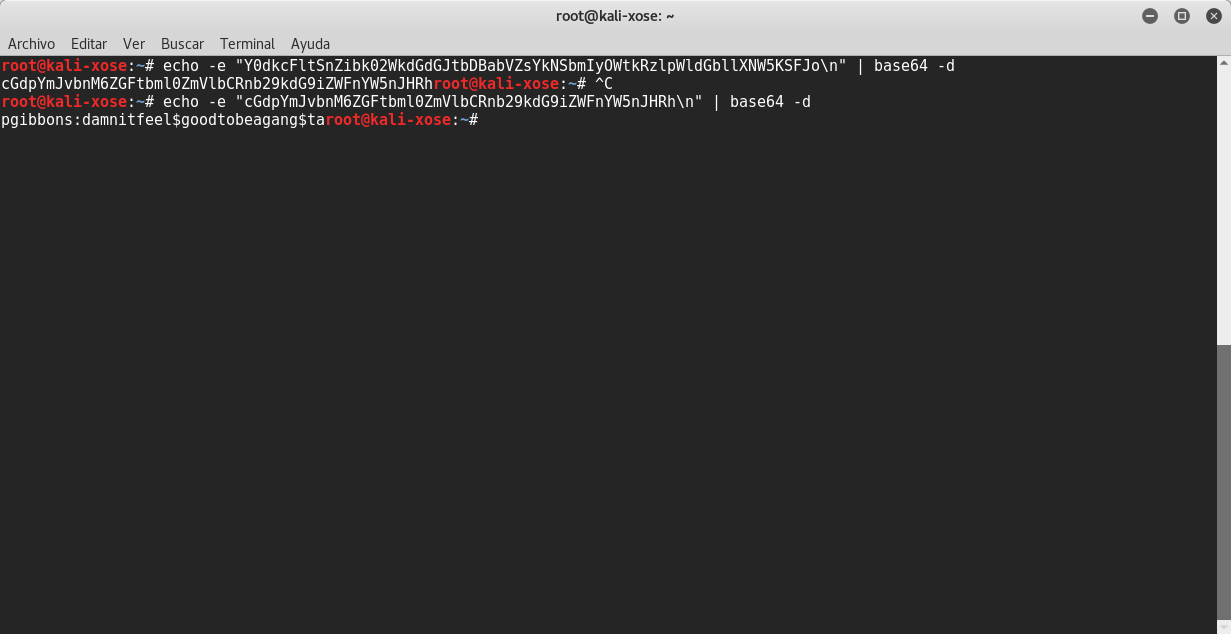 root@kali-xose: ~
Archivo Editar Ver Buscar Terminal Ayuda
root@kali-xose:~# echo -e "Y0dkcFltSnZibk02WkdGdGJtbDBabVZsYkNSbmIyOWtkRzlpWldGbllXNW5KSFJo\n" | base64 -d
cGdpYmJvbnM6ZGFtbml0ZmVlbCRnb29kdG9iZWFnYW5nJHRhroot@kali-xose:~# ^C
root@kali-xose:~# echo -e "cGdpYmJvbnM6ZGFtbml0ZmVlbCRnb29kdG9iZWFnYW5nJHRh\n" | base64 -d
pgibbons:damnitfeel$goodtobeagang$taroot@kali-xose:~#